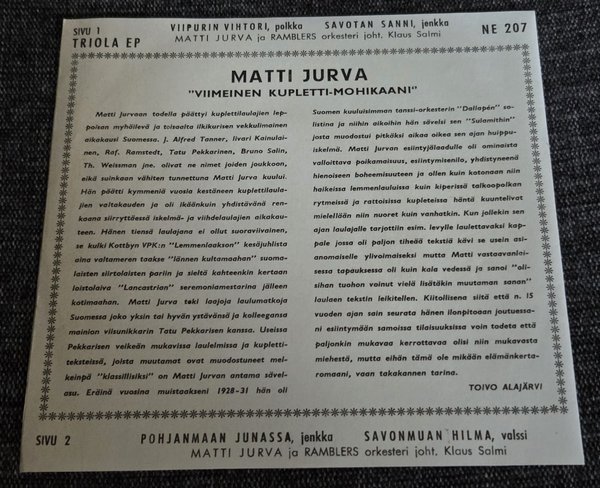 SIVU 1
TRIOLA EP
VIIPURIN VIHTORI, polkka SAVOTAN SANNI, jenkka
MATTI JURVA ja RAMBLERS orkesteri joht. Klaus Salmi
NE 207
MATTI JURVA
"VIIMEINEN KUPLETTI-MOHIKAANI"
Matti Jurvaan todella päättyi kuplettilaulajien lep-
poisan myhäilevä ja toisaalta ilkikurisen vekkulimainen
aikakausi Suomessa. J. Alfred Tanner, Iivari Kainulai-
nen, Raf. Ramstedt, Tatu Pekkarinen, Bruno Salin,
Th. Weissman jne. olivat ne nimet joiden joukkoon,
eikä suinkaan vähiten tunnettuna Matti Jurva kuului.
Hän päätti kymmeniä vuosia kestäneen kuplettilaula-
jien valtakauden ja oli ikäänkuin yhdistävänä ren-
kaana siirryttäessä iskelmä- ja viihdelaulajien aikakau-
teen. Hänen tiensä laulajana ei ollut suoraviivainen,
se kulki Kottbyn VPK:n "Lemmenlaakson" kesäjuhlista
aina valtameren taakse "lännen kultamaahan" suoma-
laisten siirtolaisten pariin ja sieltä kahteenkin kertaan
loistolaiva "Lancastrian" seremoniamestarina jälleen
kotimaahan. Matti Jurva teki laajoja laulumatkoja
Suomessa joko yksin tai hyvän ystävänsä ja kolleegansa
mainion viisunikkarin Tatu Pekkarisen kanssa. Useissa
Pekkarisen veikeän mukavissa lauluissa ja kupletti-
teksteissä, joista muutamat ovat muodostuneet mel-
keinpä "klassillisiksi" on Matti Jurvan antama sävel-
asu. Eräinä vuosina muistaakseni 1928-31 hän oli
Suomen kuuluisimman tanssi-orkesterin "Dallapén" so-
listina ja niihin aikoihin hän sävelsi sen "Sulamithin"
josta muodostui pitkäksi aikaa oikea sen ajan huippu-
iskelmä. Matti Jurvan esiintyjälaadulle oli ominaista
valloittava poikamaisuus, esiintymisenilo, yhdistyneenä
hienoiseen boheemisuuteen ja ollen kuin kotonaan niin
haikeissa lemmenlauluissa kuin kiperissä talkoopolkan
rytmeissä ja rattoisissa kupleteissa häntä kuuntelivat
mielellään niin nuoret kuin vanhatkin. Kun jollekin sen
ajan laulajalle tarjottiin esim. levylle laulettavaksi kap-
pale jossa oli paljon tiheää tekstiä kävi se usein asi-
anomaiselle ylivoimaiseksi mutta Matti vastaavanlai-
sessa tapauksessa oli kuin kala vedessä ja sanoi "oli-
sihan tuohon voinut vielä lisätäkin muutaman sanan"
laulaen tekstin leikitellen. Kiitollisena siitä että n. 15
vuoden ajan sain seurata hänen ilonpitoaan joutuessa-
ni esiintymään samoissa tilaisuuksissa voin todeta että
paljonkin mukavaa kerrottavaa olisi niin mukavasta
miehestä, mutta eihän tämä ole mikään elämänkerta-
romaani, vaan takakannen tarina.
TOIVO ALAJÄRVI
SIVU 2
POHJANMAAN JUNASSA, jenkka SAVONMUAN HILMA, valssi
MATTI JURVA ja RAMBLERS orkesteri joht. Klaus Salmi